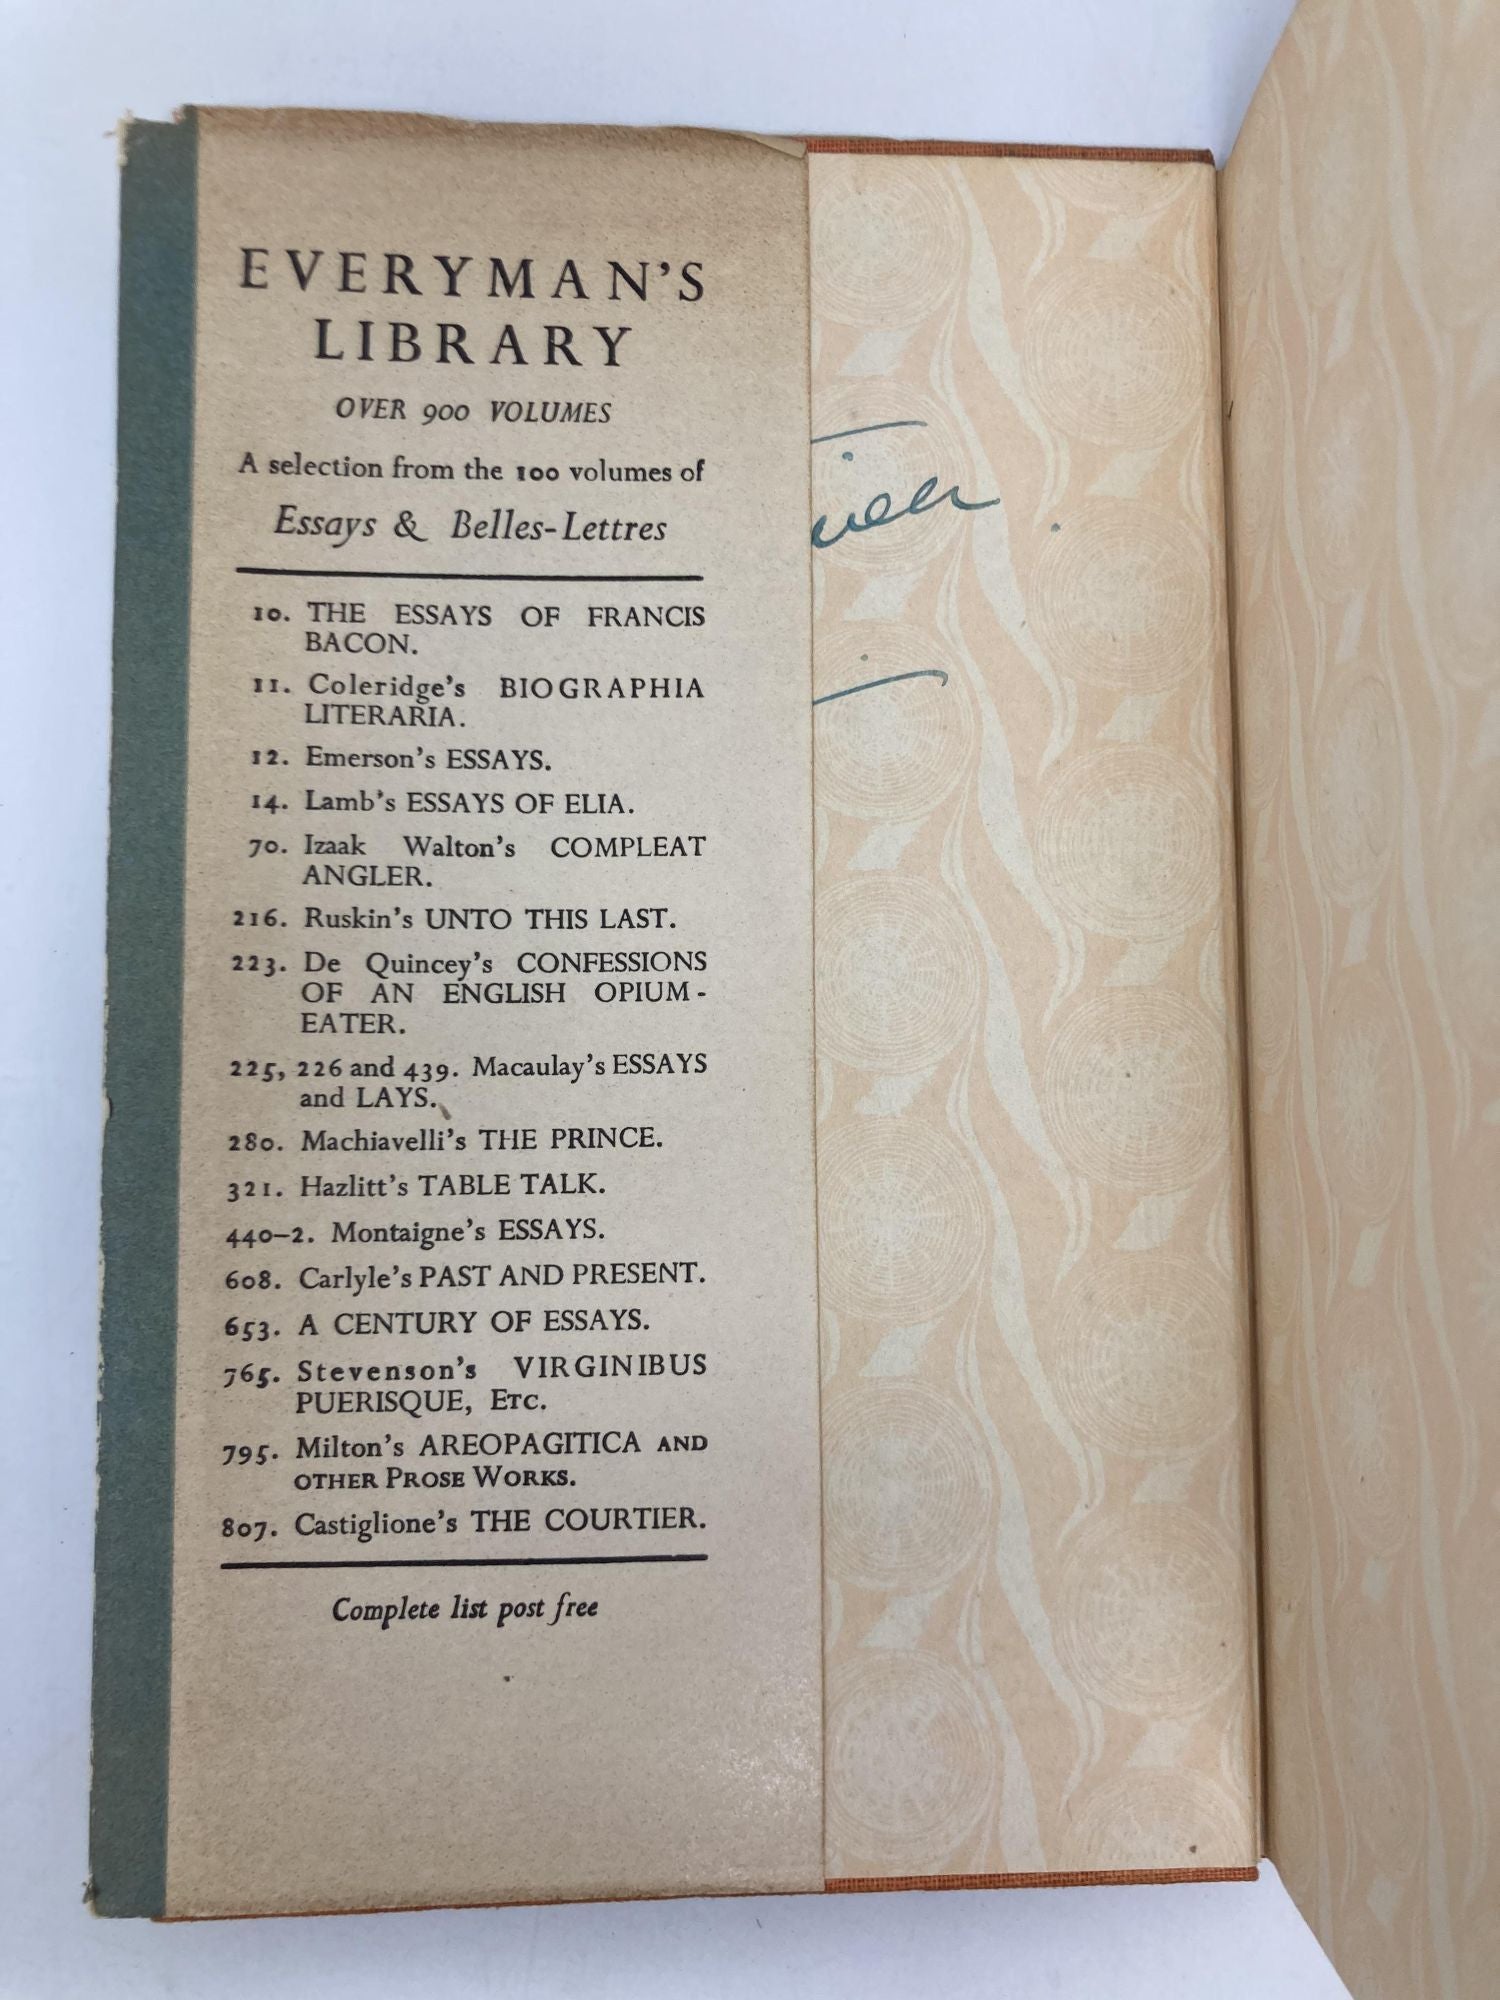 EVERYMAN'S
LIBRARY
OVER 900 VOLUMES
A selection from the 100 volumes of
Essays & Belles-Lettres
10. THE ESSAYS OF FRANCIS
BACON.
11. Coleridge's BIOGRAPHIA
LITERARIA.
12. Emerson's ESSAYS.
14. Lamb's ESSAYS OF ELIA.
70. Izaak Walton's COMPLEAT
ANGLER.
216. Ruskin's UNTO THIS LAST.
223. De Quincey's CONFESSIONS
OF AN ENGLISH OPIUM-
EATER.
225, 226 and 439. Macaulay's ESSAYS
and LAYS.
280. Machiavelli's THE PRINCE.
321. Hazlitt's TABLE TALK.
440–2. Montaigne's ESSAYS.
608. Carlyle's PAST AND PRESENT.
653. A CENTURY OF ESSAYS.
765. Stevenson's VIRGINIBUS
PUERISQUE, ETC.
795. Milton's AREOPAGITICA AND
OTHER PROSE WORKS.
807. Castiglione's THE COURTIER.
Complete list post free